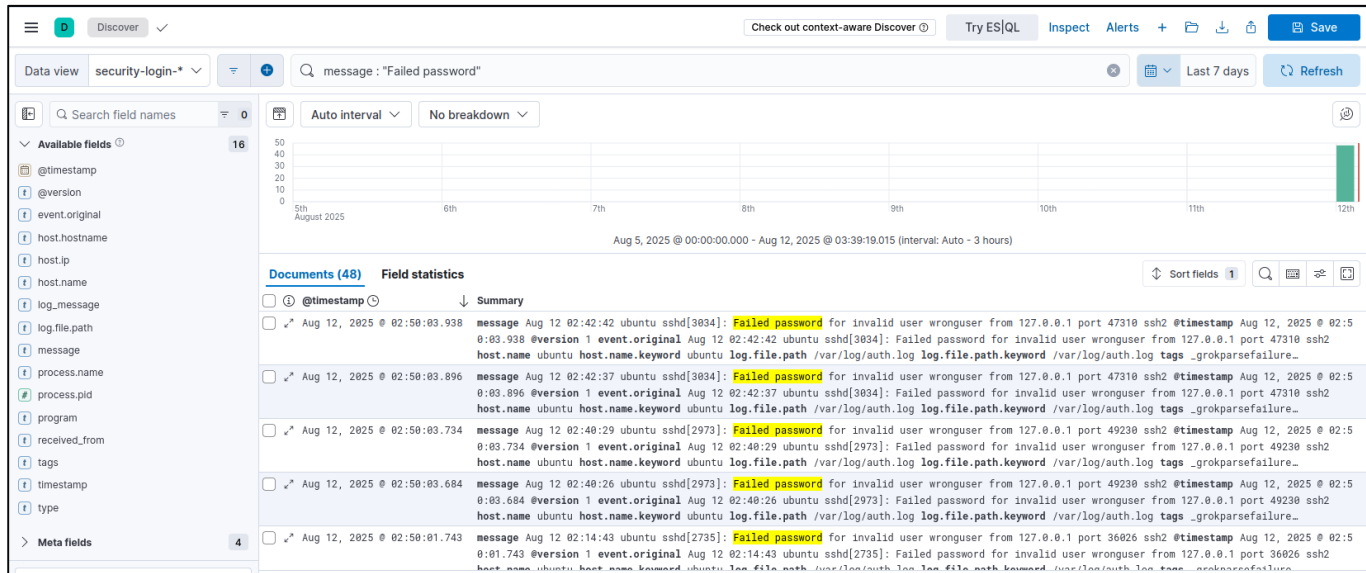 D Discover
Check out context-aware Discover
Try ES|QL
Inspect
Alerts
Save
Data view security-login-*
message : "Failed password"
Last 7 days
Refresh
Search field names
0
Auto interval
No breakdown
Available fields
16
@timestamp
@version
event.original
host.hostname
host.ip
host.name
log_message
log.file.path
message
process.name
process.pid
program
received_from
tags
timestamp
type
Meta fields
4
50
40
30
20
10
0
5th
August 2025
6th
7th
8th
9th
10th
11th
12th
Aug 5, 2025 @ 00:00:00.000 - Aug 12, 2025 @ 03:39:19.015 (interval: Auto - 3 hours)
Documents (48)
Field statistics
Sort fields 1
@timestamp
Summary
Aug 12, 2025 @ 02:50:03.938 message Aug 12 02:42:42 ubuntu sshd[3034]: Failed password for invalid user wronguser from 127.0.0.1 port 47310 ssh2 @timestamp Aug 12, 2025 @ 02:5
0:03.938 @version 1 event.original Aug 12 02:42:42 ubuntu sshd[3034]: Failed password for invalid user wronguser from 127.0.0.1 port 47310 ssh2
host.name ubuntu host.name.keyword ubuntu log.file.path /var/log/auth.log log.file.path.keyword /var/log/auth.log tags _grokparsefailure…
Aug 12, 2025 @ 02:50:03.896 message Aug 12 02:42:37 ubuntu sshd[3034]: Failed password for invalid user wronguser from 127.0.0.1 port 47310 ssh2 @timestamp Aug 12, 2025 @ 02:5
0:03.896 @version 1 event.original Aug 12 02:42:37 ubuntu sshd[3034]: Failed password for invalid user wronguser from 127.0.0.1 port 47310 ssh2
host.name ubuntu host.name.keyword ubuntu log.file.path /var/log/auth.log log.file.path.keyword /var/log/auth.log tags _grokparsefailure…
Aug 12, 2025 @ 02:50:03.734 message Aug 12 02:40:29 ubuntu sshd[2973]: Failed password for invalid user wronguser from 127.0.0.1 port 49230 ssh2 @timestamp Aug 12, 2025 @ 02:5
0:03.734 @version 1 event.original Aug 12 02:40:29 ubuntu sshd[2973]: Failed password for invalid user wronguser from 127.0.0.1 port 49230 ssh2
host.name ubuntu host.name.keyword ubuntu log.file.path /var/log/auth.log log.file.path.keyword /var/log/auth.log tags _grokparsefailure…
Aug 12, 2025 @ 02:50:03.684 message Aug 12 02:40:26 ubuntu sshd[2973]: Failed password for invalid user wronguser from 127.0.0.1 port 49230 ssh2 @timestamp Aug 12, 2025 @ 02:5
0:03.684 @version 1 event.original Aug 12 02:40:26 ubuntu sshd[2973]: Failed password for invalid user wronguser from 127.0.0.1 port 49230 ssh2
host.name ubuntu host.name.keyword ubuntu log.file.path /var/log/auth.log log.file.path.keyword /var/log/auth.log tags _grokparsefailure…
Aug 12, 2025 @ 02:50:01.743 message Aug 12 02:14:43 ubuntu sshd[2735]: Failed password for invalid user wronguser from 127.0.0.1 port 36026 ssh2 @timestamp Aug 12, 2025 @ 02:5
0:01.743 @version 1 event.original Aug 12 02:14:43 ubuntu sshd[2735]: Failed password for invalid user wronguser from 127.0.0.1 port 36026 ssh2
host.name ubuntu host.name.keyword ubuntu log.file.path /var/log/auth.log log.file.path.keyword /var/log/auth.log tags _grokparsefailure…